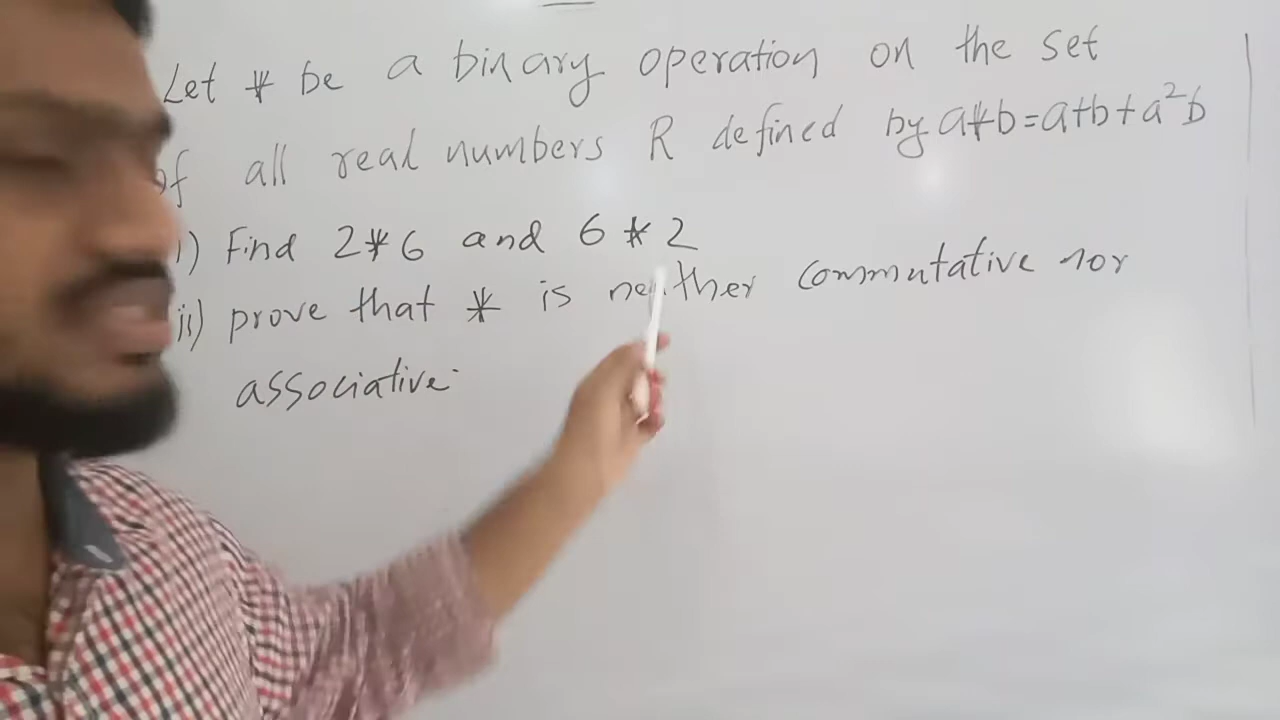 Let * be a binary operation on the set
of all real numbers R defined by a*b=a+b+a²b
i) Find 2*6 and 6*2
ii) prove that * is neither commutative nor
associative.